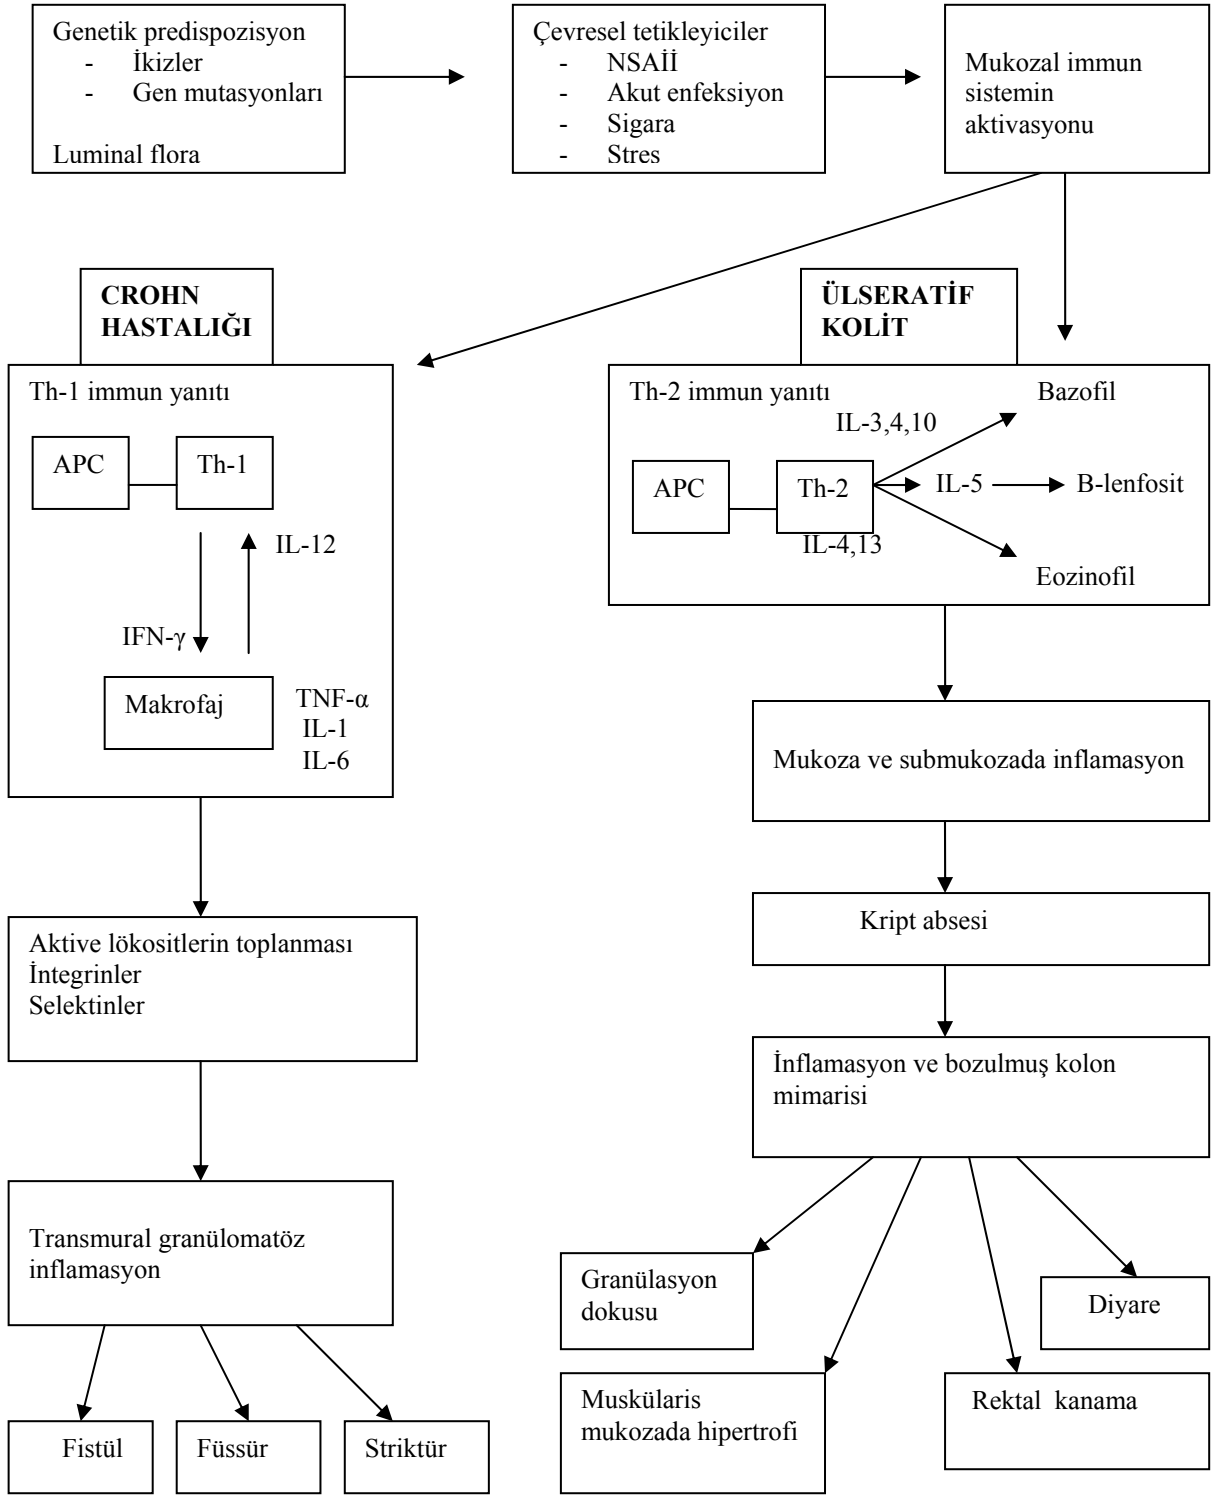 Genetik predispozisyon
- İkizler
- Gen mutasyonları
Luminal flora
Çevresel tetikleyiciler
- NSAİİ
- Akut enfeksiyon
- Sigara
- Stres
Mukozal immun
sistemin
aktivasyonu
CROHN
HASTALIĞI
Th-1 immun yanıtı
APC
Th-1
IL-12
IFN-γ
Makrofaj
TNF-α
IL-1
IL-6
Aktive lökositlerin toplanması
İntegrinler
Selektinler
Transmural granülomatöz
inflamasyon
Fistül
Füssür
Striktür
ÜLSERATİF
KOLİT
Th-2 immun yanıtı
Bazofil
IL-3,4,10
APC
Th-2
IL-5
B-lenfosit
IL-4,13
Eozinofil
Mukoza ve submukozada inflamasyon
Kript absesi
İnflamasyon ve bozulmuş kolon
mimarisi
Granülasyon
dokusu
Diyare
Muskülaris
mukozada hipertrofi
Rektal kanama